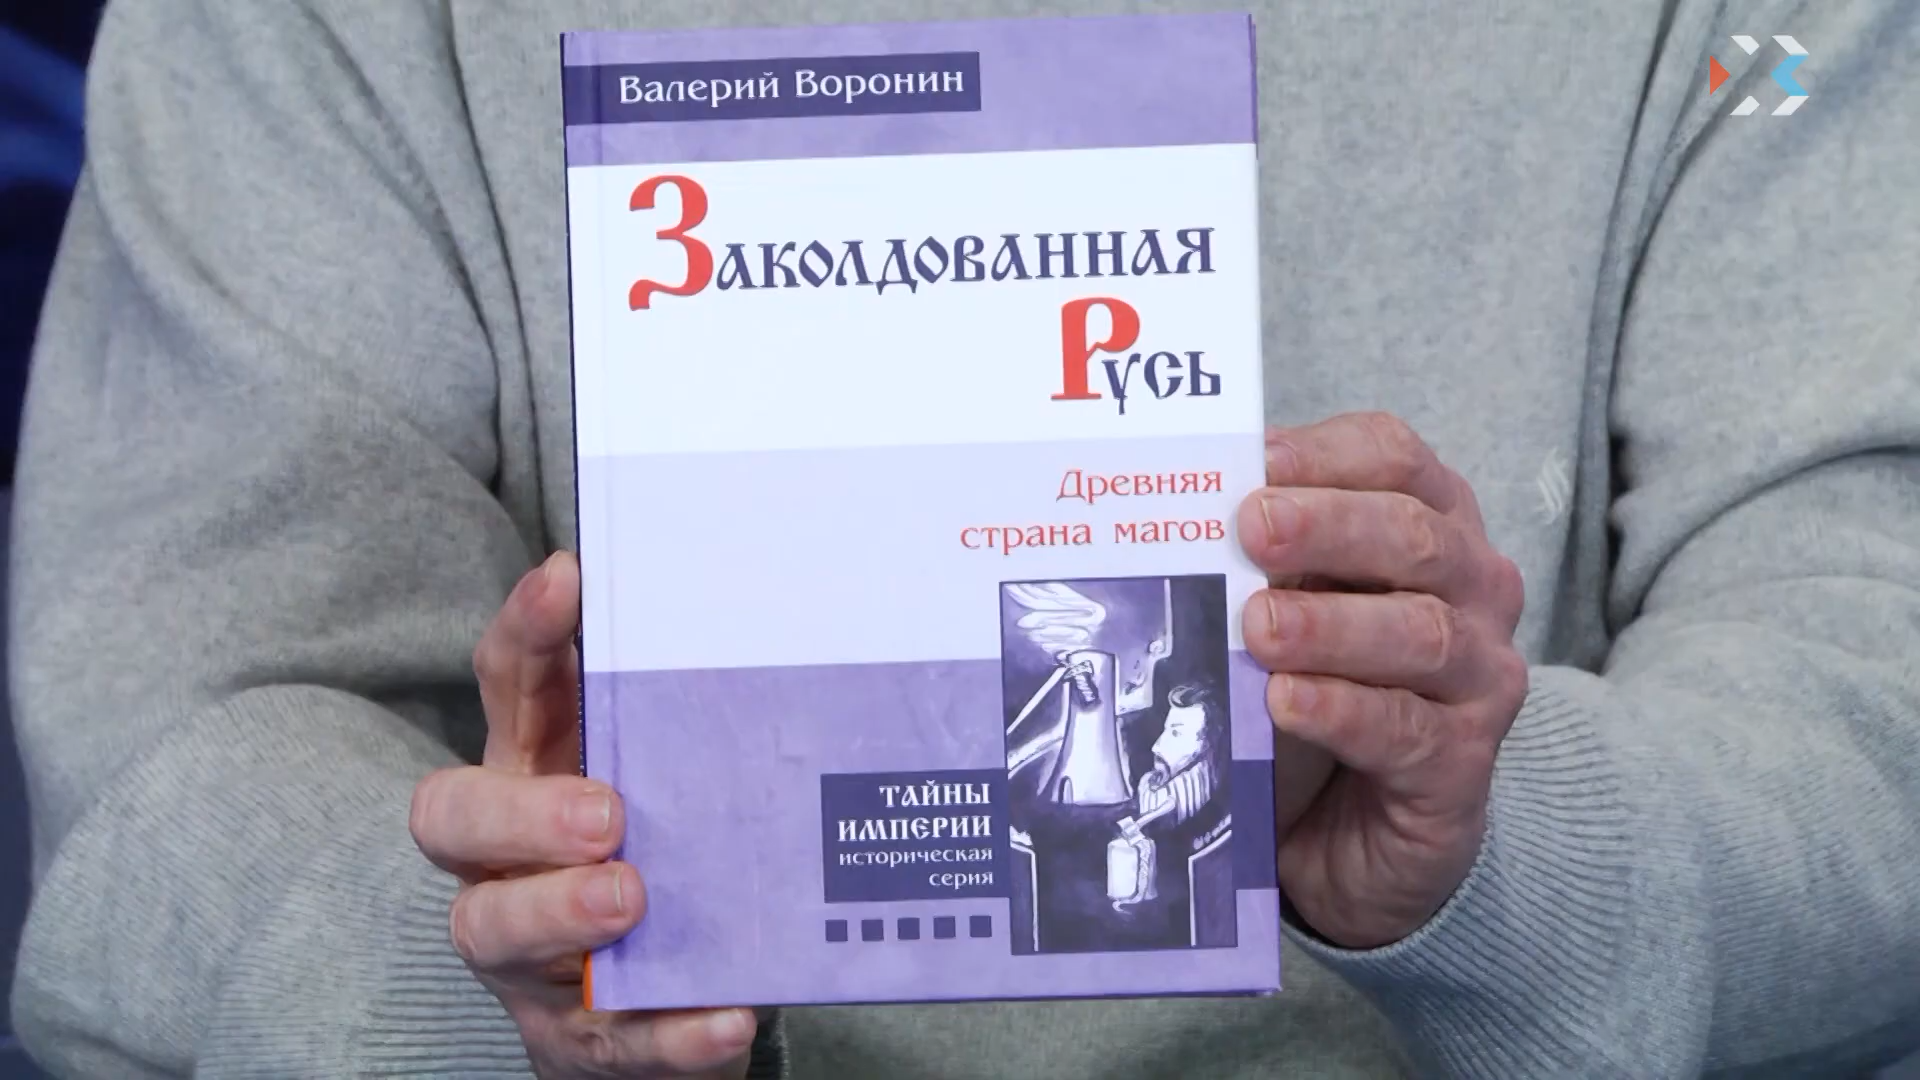 Валерий Воронин
Заколдованная
Русь
Древняя
страна магов
ТАЙНЫ
ИМПЕРИИ
историческая
серия